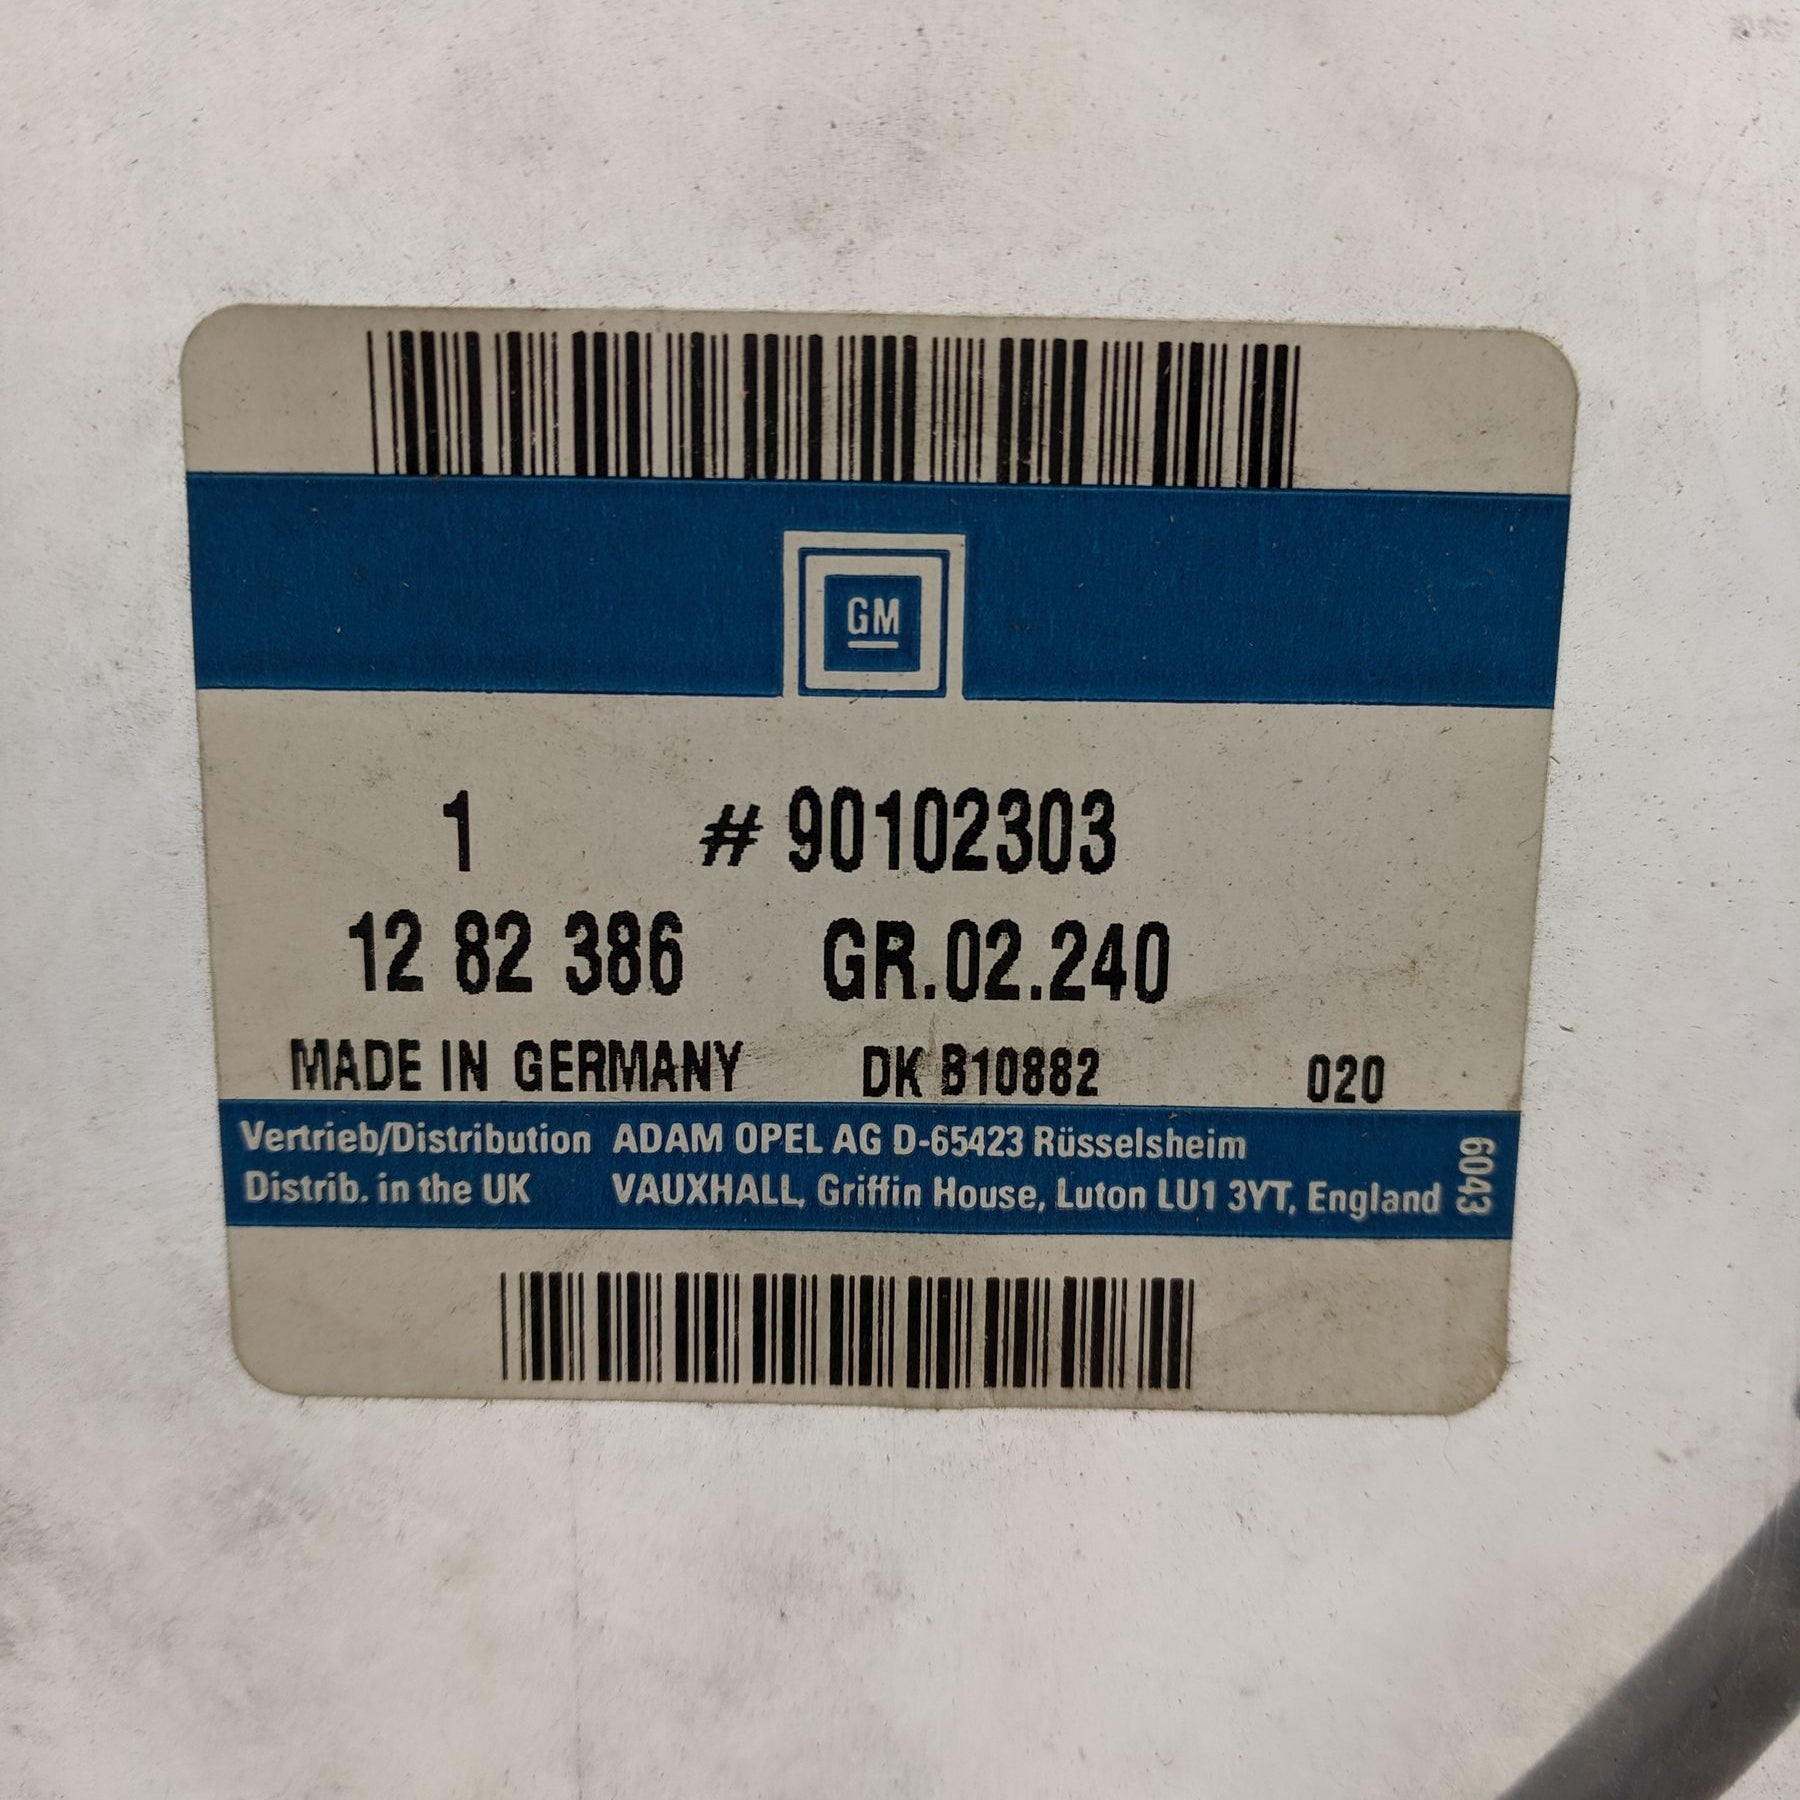 GM
1 # 90102303
12 82 386 GR.02.240
MADE IN GERMANY DK B10882 020
Vertrieb/Distribution ADAM OPEL AG D-65423 Rüsselsheim
Distrib. in the UK VAUXHALL, Griffin House, Luton LU1 3YT, England
6043